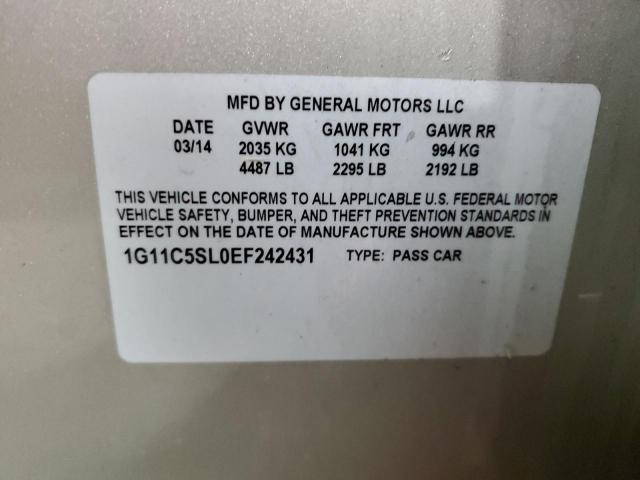 MFD BY GENERAL MOTORS LLC
DATE GVWR GAWR FRT GAWR RR
03/14 2035 KG 1041 KG 994 KG
4487 LB 2295 LB 2192 LB
THIS VEHICLE CONFORMS TO ALL APPLICABLE U.S. FEDERAL MOTOR
VEHICLE SAFETY, BUMPER, AND THEFT PREVENTION STANDARDS IN
EFFECT ON THE DATE OF MANUFACTURE SHOWN ABOVE.
1G11C5SL0EF242431 TYPE: PASS CAR